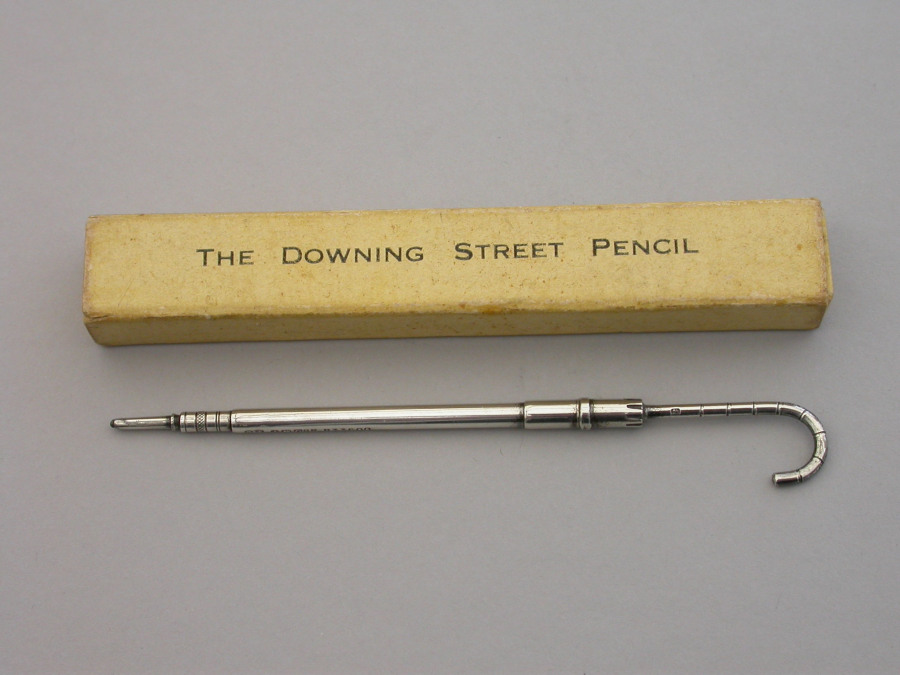 THE DOWNING STREET PENCIL